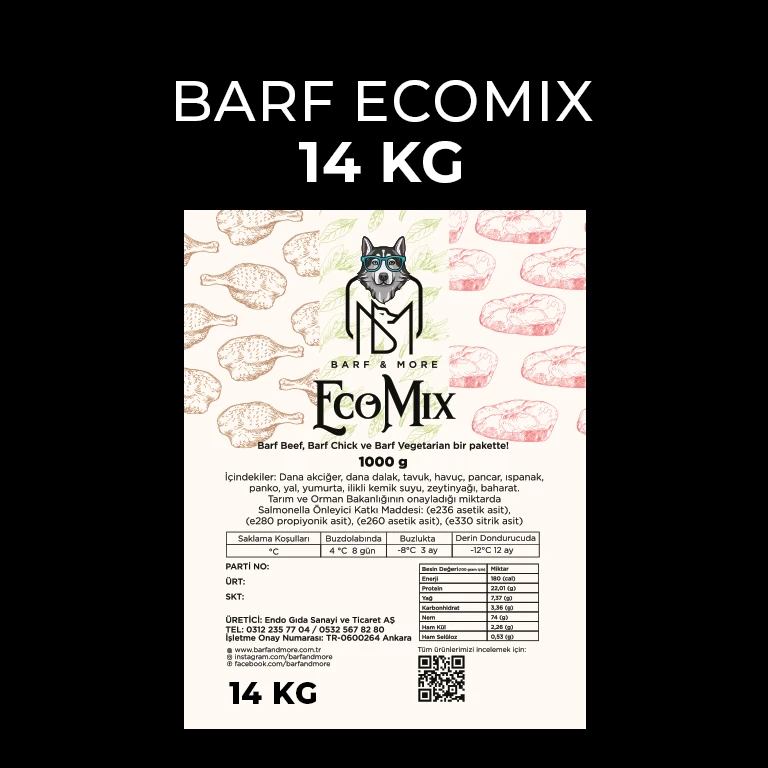 BARF ECOMIX
14 KG
BARF & MORE
EcoMix
Barf Beef, Barf Chick ve Barf Vegetarian bir pakette!
1000 g
İçindekiler: Dana akciğer, dana dalak, tavuk, havuç, pancar, ıspanak,
panko, yal, yumurta, ilikli kemik suyu, zeytinyağı, baharat.
Tarım ve Orman Bakanlığının onayladığı miktarda
Salmonella Önleyici Katkı Maddesi: (e236 asetik asit),
(e280 propiyonik asit), (e260 asetik asit), (e330 sitrik asit)
Saklama Koşulları Buzdolabında Buzlukta Derin Dondurucuda
°C 4 °C 8 gün -8°C 3 ay -12°C 12 ay
PARTİ NO:
ÜRT:
SKT:
Besin Değeri(100 gram için) Miktar
Enerji 180 (cal)
Protein 22,01 (g)
Yağ 7,37 (g)
Karbonhidrat 3,36 (g)
Nem 74 (g)
Ham Kül 2,26 (g)
Ham Selüloz 0,53 (g)
ÜRETİCİ: Endo Gıda Sanayi ve Ticaret AŞ
TEL: 0312 235 77 04 / 0532 567 82 80
İşletme Onay Numarası: TR-0600264 Ankara
www.barfandmore.com.tr
instagram.com/barfandmore
facebook.com/barfandmore
Tüm ürünlerimizi incelemek için:
14 KG